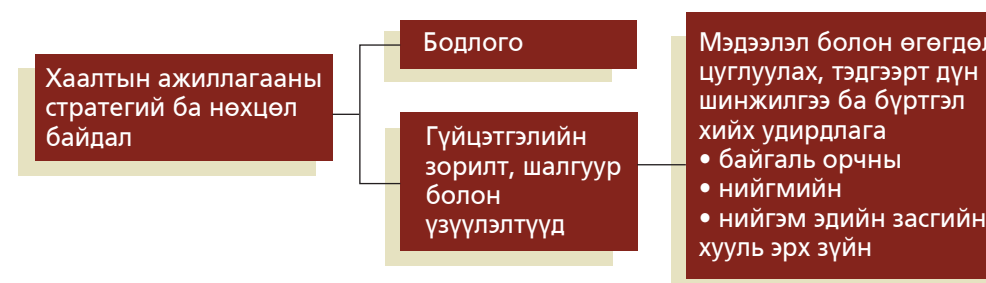 Хаалтын ажиллагааны
стратегий ба нөхцөл
байдал
Бодлого
Гүйцэтгэлийн
зорилт, шалгуур
болон
үзүүлэлтүүд
Мэдээлэл болон өгөгдөл
цуглуулах, тэдгээрт дүн
шинжилгээ ба бүртгэл
хийх удирдлага
• байгаль орчны
• нийгмийн
• нийгэм эдийн засгийн
хууль эрх зүйн